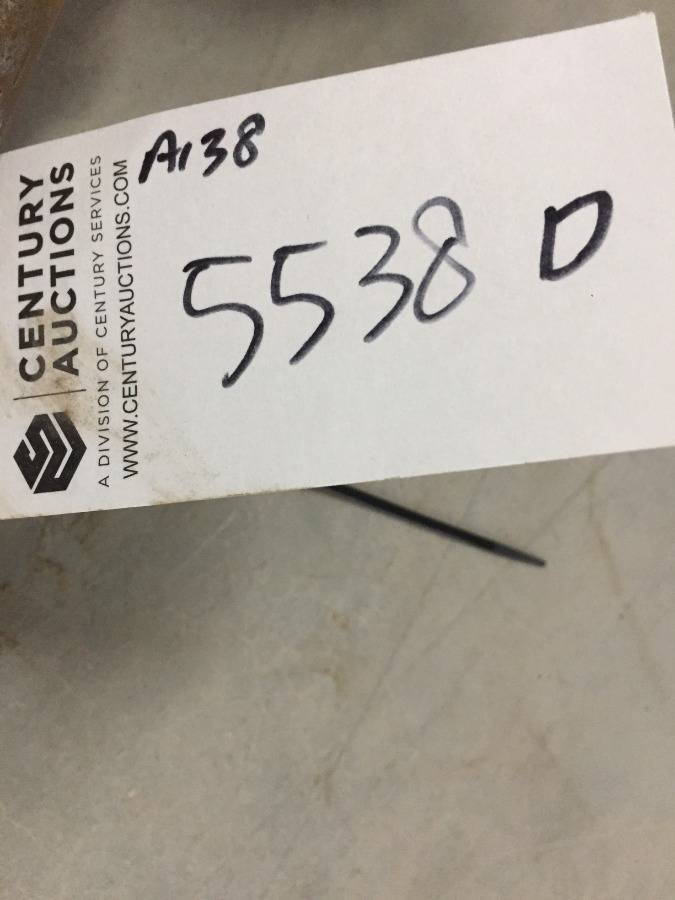 CENTURY
AUCTIONS
A DIVISION OF CENTURY SERVICES
WWW.CENTURYAUCTIONS.COM
A138
5538 D